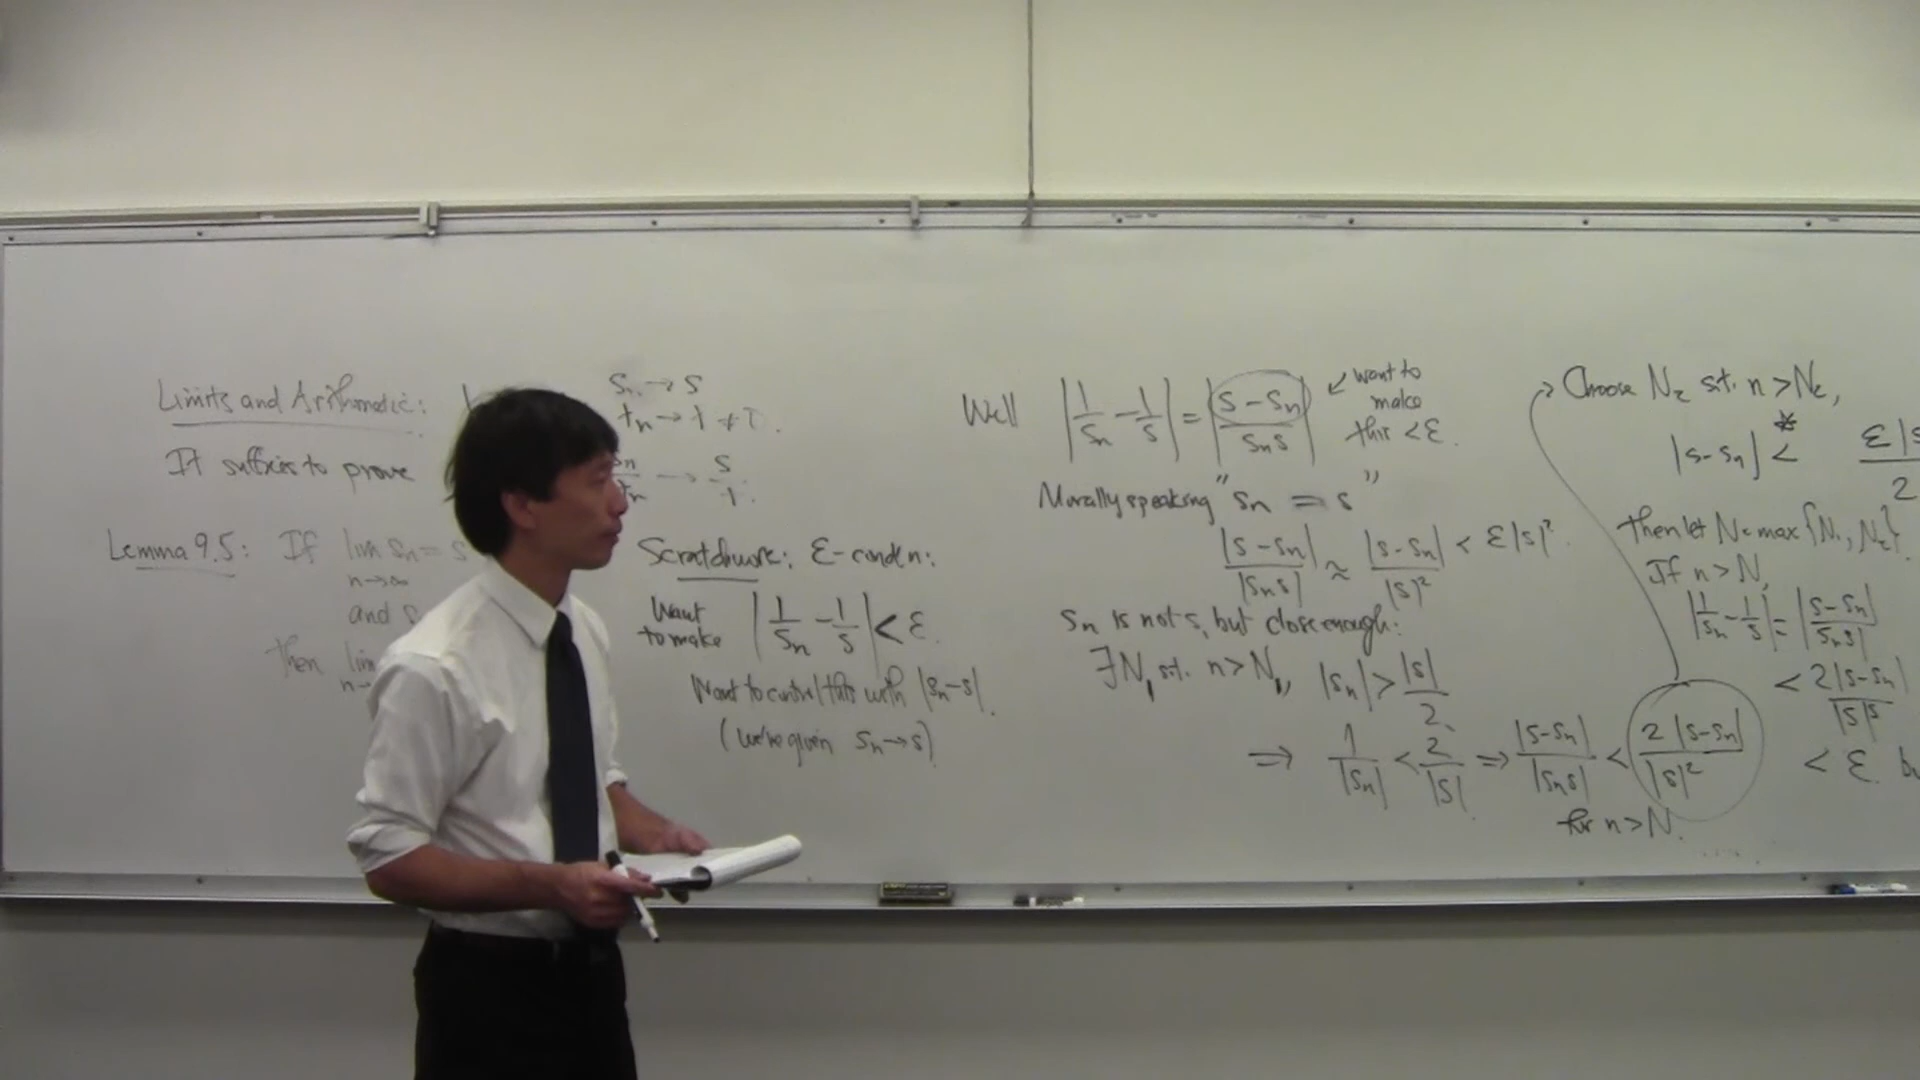 Limits and Arithmetic:
sn → s
tn → t ≠ 0.
It suffices to prove
sn/tn → s/t.
Lemma 9.5: If lim sn = s
n→∞
and s
then lim
n→
Scratchwork: ε-condn:
Want to make |1/sn − 1/s| < ε.
Want to control this with |sn−s|.
(we're given sn → s)
Well |1/sn − 1/s| = |(s−sn)/(sn s)| ↙ want to make this < ε.
Morally speaking "sn = s"
|s−sn|/|sn s| ≈ |s−sn|/|s|² < ε|s|².
sn is not s, but close enough:
∃N₁ s.t. n > N₁, |sn| > |s|/2.
⇒ 1/|sn| < 2/|s|. ⇒ |s−sn|/|sn s| < 2|s−sn|/|s|²
for n > N.
Choose N₂ s.t. n > N₂,
|s−sn| <* ε|s
2
Then let N = max {N₁, N₂}.
If n > N,
|1/sn − 1/s| = |(s−sn)/(sn s)|
< 2|s−sn|/|s|s
< ε